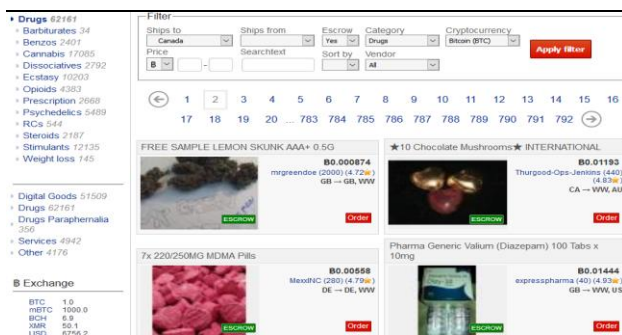 Drugs 62161
Barbiturates 34
Benzos 2401
Cannabis 17085
Dissociatives 2792
Ecstasy 10203
Opioids 4383
Prescription 2668
Psychedelics 5489
RCs 544
Steroids 2187
Stimulants 12135
Weight loss 145
Digital Goods 51509
Drugs 62161
Drugs Paraphernalia
356
Services 4942
Other 4176
B Exchange
BTC 1.0
mBTC 1000.0
BCH 6.9
XMR 50.1
USD 6756.2
Filter
Ships to Ships from Escrow Category Cryptocurrency
Canada Yes Drugs Bitcoin (BTC)
Price Searchtext Sort by Vendor
B - All
Apply filter
1 2 3 4 5 6 7 8 9 10 11 12 13 14 15 16
17 18 19 20 ... 783 784 785 786 787 788 789 790 791 792
FREE SAMPLE LEMON SKUNK AAA+ 0.5G
B0.000874
mrgreendoe (2000) (4.72★)
GB → GB, WW
ESCROW
Order
★10 Chocolate Mushrooms★ INTERNATIONAL
B0.01193
Thurgood-Ops-Jenkins (440)
(4.83★)
CA → WW, AU
ESCROW
Order
7x 220/250MG MDMA Pills
B0.00558
MexxINC (280) (4.79★)
DE → DE, WW
ESCROW
Order
Pharma Generic Valium (Diazepam) 100 Tabs x
10mg
B0.01444
expresspharma (40) (4.93★)
GB → WW, US
ESCROW
Order